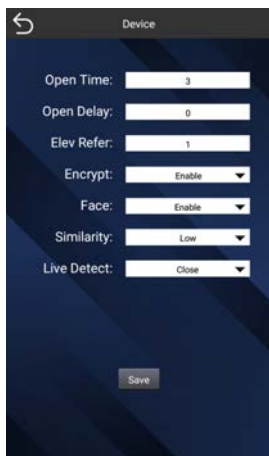 Device
Open Time: 3
Open Delay: 0
Elev Refer: 1
Encrypt: Enable
Face: Enable
Similarity: Low
Live Detect: Close
Save